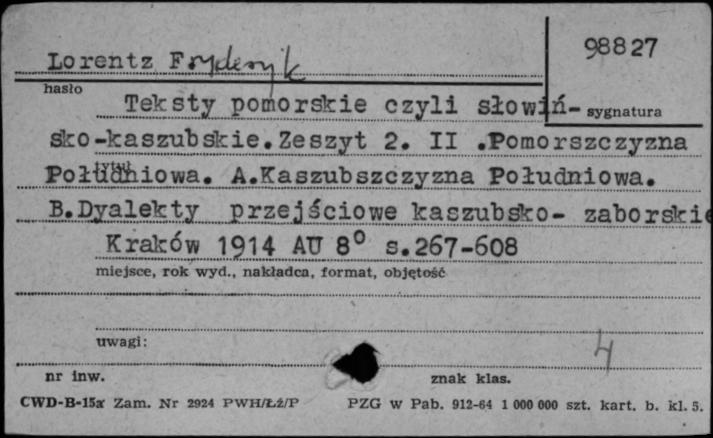 98827
Lorentz Fryderyk
hasło
Teksty pomorskie czyli słowiń- sygnatura
sko-kaszubskie.Zeszyt 2. II .Pomorszczyzna
tytuł
Południowa. A.Kaszubszczyzna Południowa.
B.Dyalekty przejściowe kaszubsko- zaborskie
Kraków 1914 AU 8° s.267-608
miejsce, rok wyd., nakładca, format, objętość
uwagi:
4
nr inw. znak klas.
CWD-B-15a Zam. Nr 2924 PWH/Łź/P PZG w Pab. 912-64 1 000 000 szt. kart. b. kl. 5.